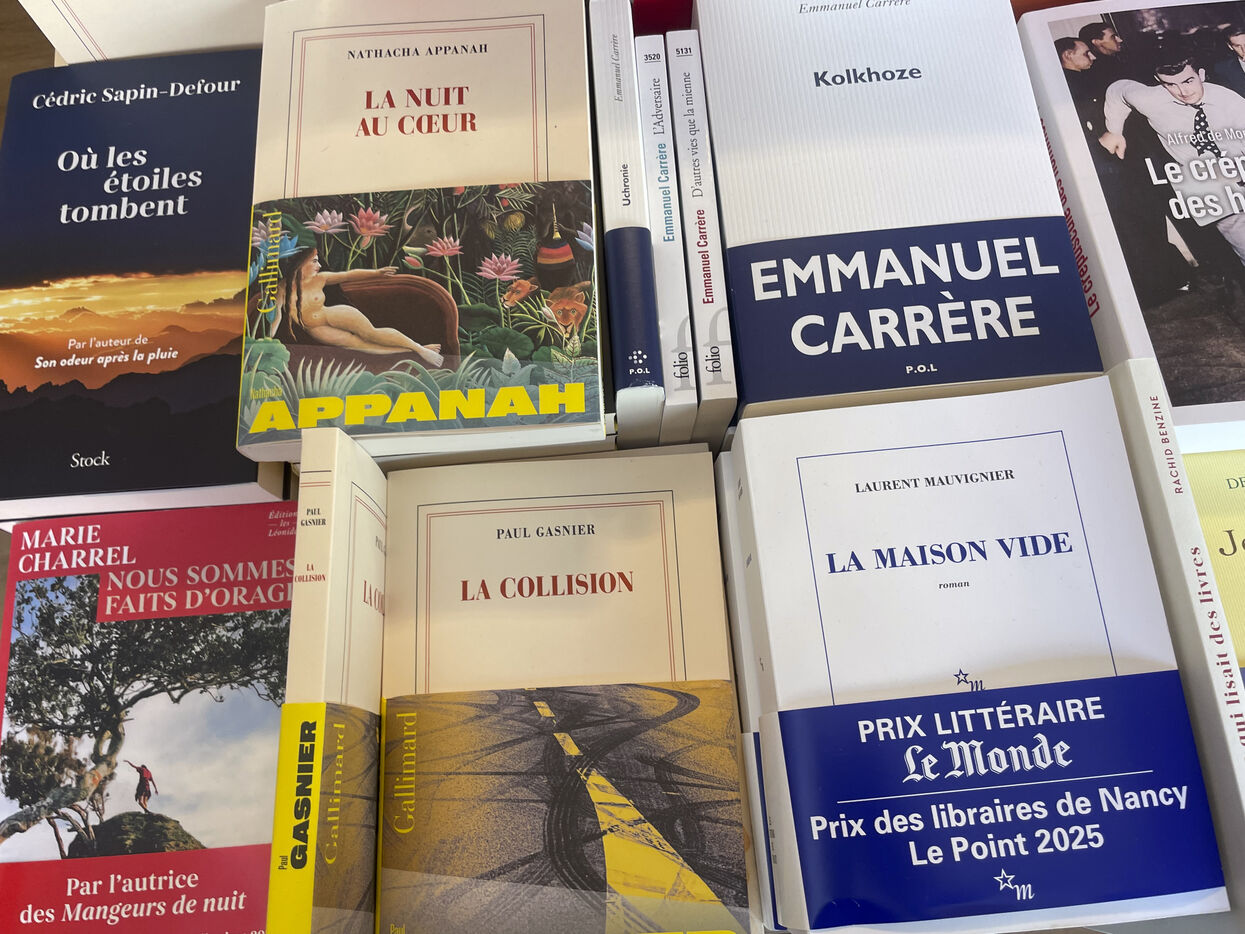 Cédric Sapin-Defour
Où les
étoiles
tombent
Par l'auteur de
Son odeur après la pluie
Stock
NATHACHA APPANAH
LA NUIT
AU CŒUR
Gallimard
Nathacha
APPANAH
Emmanuel Carrère
Uchronie
P.O.L
3520
Emmanuel Carrère L'Adversaire
folio
5131
Emmanuel Carrère D'autres vies que la mienne
folio
Emmanuel Carrère
Kolkhoze
EMMANUEL
CARRÈRE
P.O.L
Alfred de
Le
des
MARIE
CHARREL
Éditions
les
NOUS SOMMES
FAITS
Par l'autrice
des Mangeurs de nuit
PAUL
GASNIER
LA
COLLISION
Paul
GASNIER
Gallimard
PAUL GASNIER
LA COLLISION
Gallimard
Paul
LAURENT MAUVIGNIER
LA MAISON VIDE
roman
m
PRIX LITTÉRAIRE
Le Monde
Prix des libraires de Nancy
Le Point 2025
m
RACHID BENZINE
qui lisait des livres